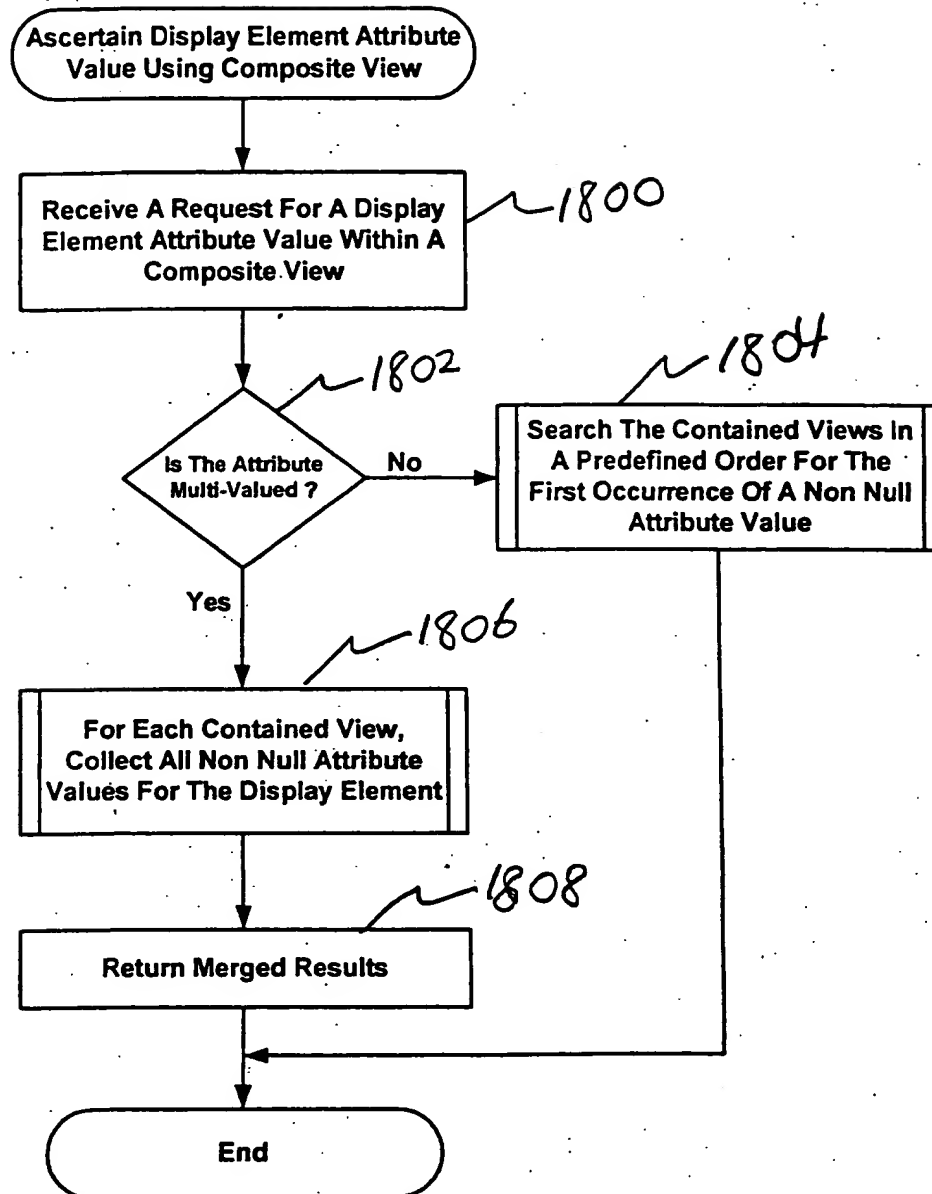 Ascertain Display Element Attribute
Value Using Composite View
Receive A Request For A Display
Element Attribute Value Within A
Composite View
1800
1802
Is The Attribute
Multi-Valued ?
No
1804
Search The Contained Views In
A Predefined Order For The
First Occurrence Of A Non Null
Attribute Value
Yes
1806
For Each Contained View,
Collect All Non Null Attribute
Values For The Display Element
1808
Return Merged Results
End